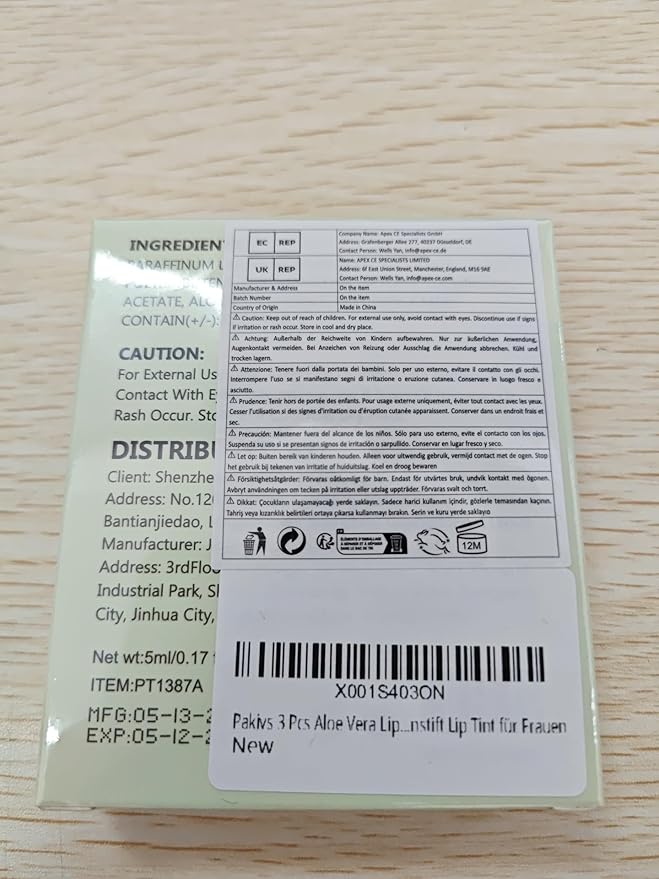 INGREDIEN
PARAFFINUM L
ACETATE, ALC
CONTAIN(+/-):
CAUTION:
For External Us
Contact With E
Rash Occur. Sto
DISTRIBU
Client: Shenzhe
Address: No.12
Bantianjiedao, L
Manufacturer: J
Address: 3rdFloo
Industrial Park, S
City, Jinhua City,
Net wt:5ml/0.17
ITEM:PT1387A
MFG:05-13-2
EXP:05-12-2
EC REP
Company Name: Apex CE Specialists GmbH
Address: Grafenberger Allee 277, 40237 Düsseldorf, DE
Contact Person: Wells Yan, info@apex-ce.de
UK REP
Name: APEX CE SPECIALISTS LIMITED
Address: 6f East Union Street, Manchester, England, M16 9AE
Contact Person: Wells Yan, info@apex-ce.com
Manufacturer & Address On the item
Batch Number On the item
Country of Origin Made in China
⚠ Caution: Keep out of reach of children. For external use only, avoid contact with eyes. Discontinue use if signs
if irritation or rash occur. Store in cool and dry place.
⚠ Achtung: Außerhalb der Reichweite von Kindern aufbewahren. Nur zur äußerlichen Anwendung,
Augenkontakt vermeiden. Bei Anzeichen von Reizung oder Ausschlag die Anwendung abbrechen. Kühl und
trocken lagern.
⚠ Attenzione: Tenere fuori dalla portata dei bambini. Solo per uso esterno, evitare il contatto con gli occhi.
Interrompere l'uso se si manifestano segni di irritazione o eruzione cutanea. Conservare in luogo fresco e
asciutto.
⚠ Prudence: Tenir hors de portée des enfants. Pour usage externe uniquement, éviter tout contact avec les yeux.
Cesser l'utilisation si des signes d'irritation ou d'éruption cutanée apparaissent. Conserver dans un endroit frais et
sec.
⚠ Precaución: Mantener fuera del alcance de los niños. Sólo para uso externo, evite el contacto con los ojos.
Suspenda su uso si se presentan signos de irritación o sarpullido. Conservar en lugar fresco y seco.
⚠ Let op: Buiten bereik van kinderen houden. Alleen voor uitwendig gebruik, vermijd contact met de ogen. Stop
het gebruik bij tekenen van irritatie of huiduitslag. Koel en droog bewaren
⚠ Försiktighetsåtgärder: Förvaras oåtkomligt för barn. Endast för utvärtes bruk, undvik kontakt med ögonen.
Avbryt användningen om tecken på irritation eller utslag uppträder. Förvaras svalt och torrt.
⚠ Dikkat: Çocukların ulaşamayacağı yerde saklayın. Sadece harici kullanım içindir, gözlerle temasından kaçının.
Tahriş veya kızarıklık belirtileri ortaya çıkarsa kullanmayı bırakın. Serin ve kuru yerde saklayıo
ÉLÉMENTS D'EMBALLAGE
À SÉPARER ET À DÉPOSER
DANS LE BAC DE TRI
12M
X001S403ON
Pakivs 3 Pcs Aloe Vera Lip...nstift Lip Tint für Frauen
New